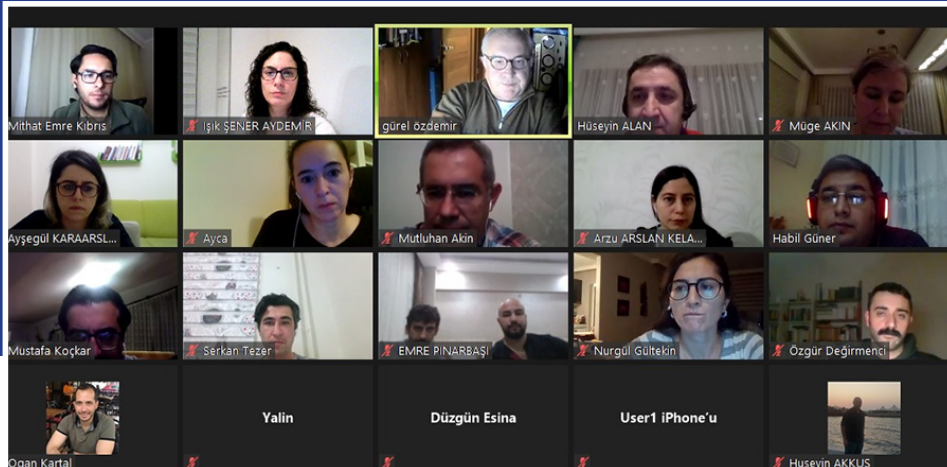 Mithat Emre Kıbrıs
Işık ŞENER AYDEMİR
gürel özdemir
Hüseyin ALAN
Müge AKIN
Ayşegül KARAARSL...
Ayca
Mutluhan Akin
Arzu ARSLAN KELA...
Habil Güner
Mustafa Koçkar
Serkan Tezer
EMRE PINARBAŞI
Nurgül Gültekin
Özgür Değirmenci
Ogan Kartal
Yalin
Düzgün Esina
User1 iPhone'u
Huseyin AKKUS